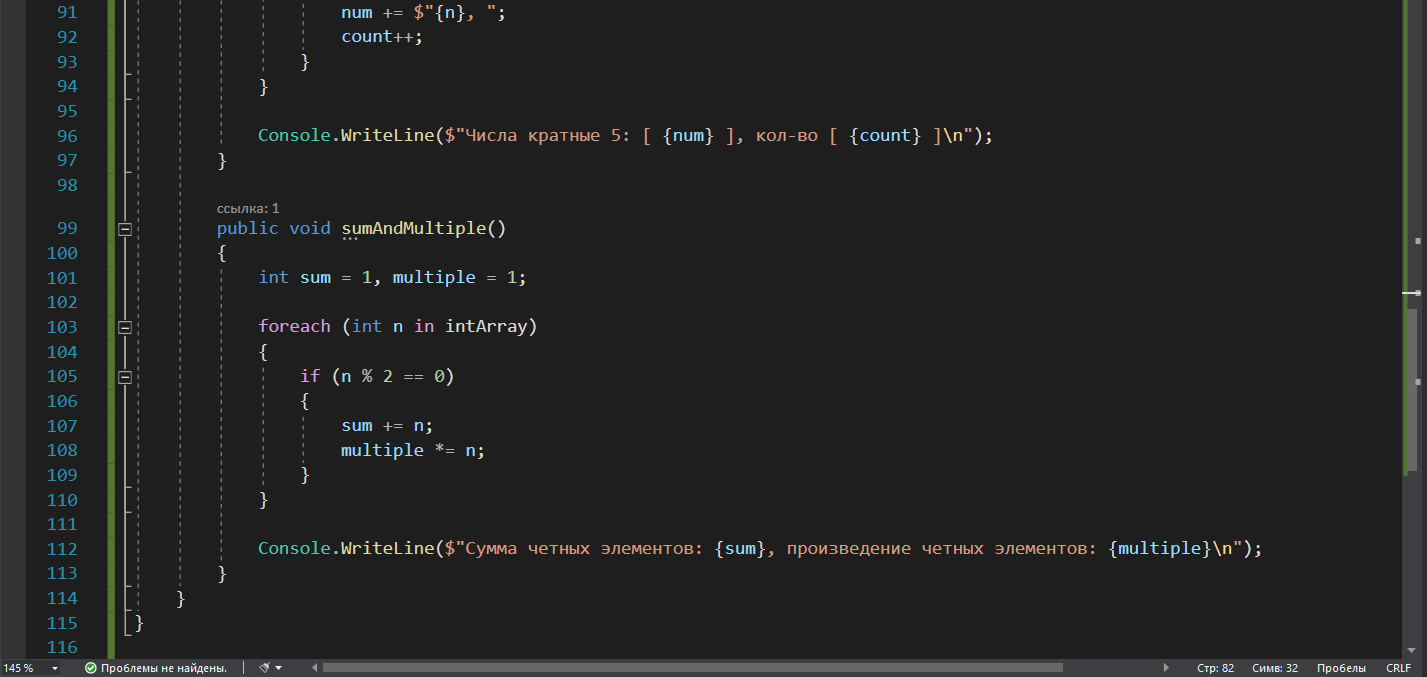 91 num += $"{n}, ";
92 count++;
93 }
94 }
95
96 Console.WriteLine($"Числа кратные 5: [ {num} ], кол-во [ {count} ]\n");
97 }
98
ссылка: 1
99 public void sumAndMultiple()
100 {
101 int sum = 1, multiple = 1;
102
103 foreach (int n in intArray)
104 {
105 if (n % 2 == 0)
106 {
107 sum += n;
108 multiple *= n;
109 }
110 }
111
112 Console.WriteLine($"Сумма четных элементов: {sum}, произведение четных элементов: {multiple}\n");
113 }
114 }
115 }
116
145 % Проблемы не найдены. Стр: 82 Симв: 32 Пробелы CRLF